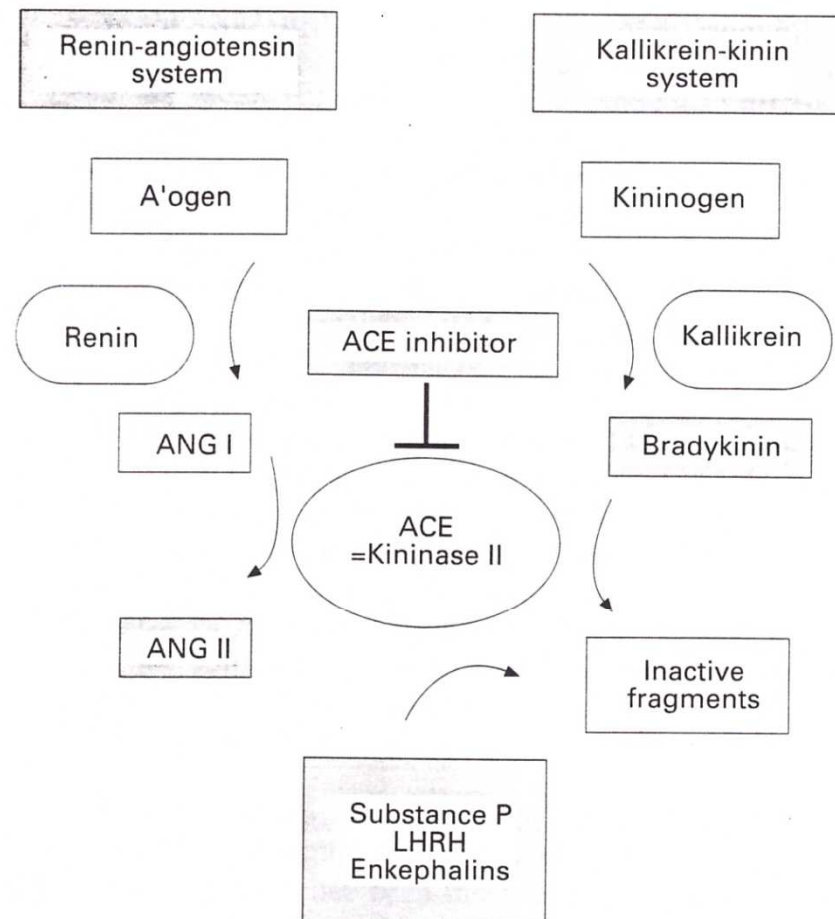 Renin-angiotensin
system
Kallikrein-kinin
system
A'ogen
Kininogen
Renin
ACE inhibitor
Kallikrein
ANG I
Bradykinin
ACE
=Kininase II
ANG II
Inactive
fragments
Substance P
LHRH
Enkephalins